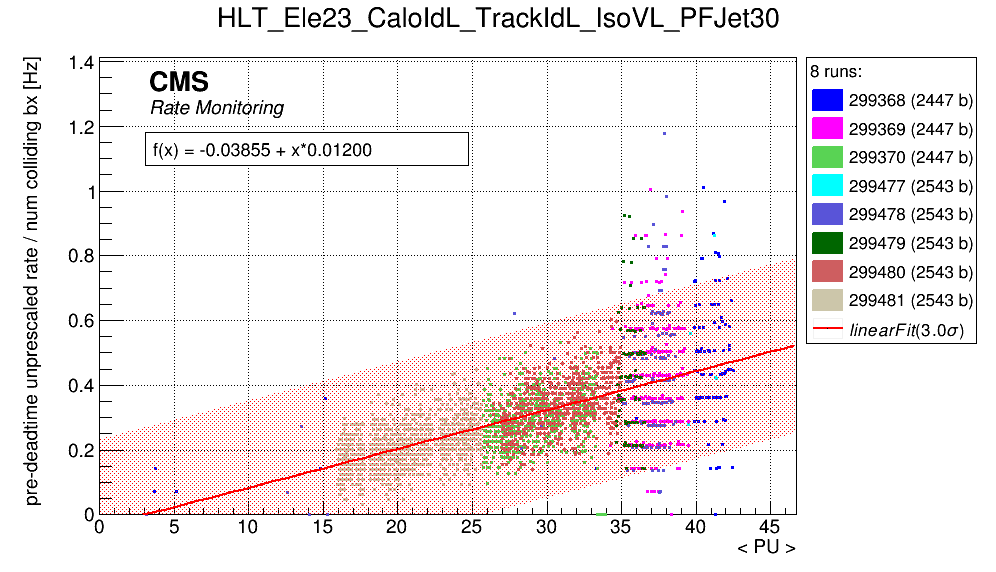 HLT_Ele23_CaloIdL_TrackIdL_IsoVL_PFJet30
pre-deadtime unprescaled rate / num colliding bx [Hz]
CMS
Rate Monitoring
f(x) = -0.03855 + x*0.01200
1.4
1.2
1
0.8
0.6
0.4
0.2
0
0 5 10 15 20 25 30 35 40 45
< PU >
8 runs:
299368 (2447 b)
299369 (2447 b)
299370 (2447 b)
299477 (2543 b)
299478 (2543 b)
299479 (2543 b)
299480 (2543 b)
299481 (2543 b)
linearFit(3.0σ)